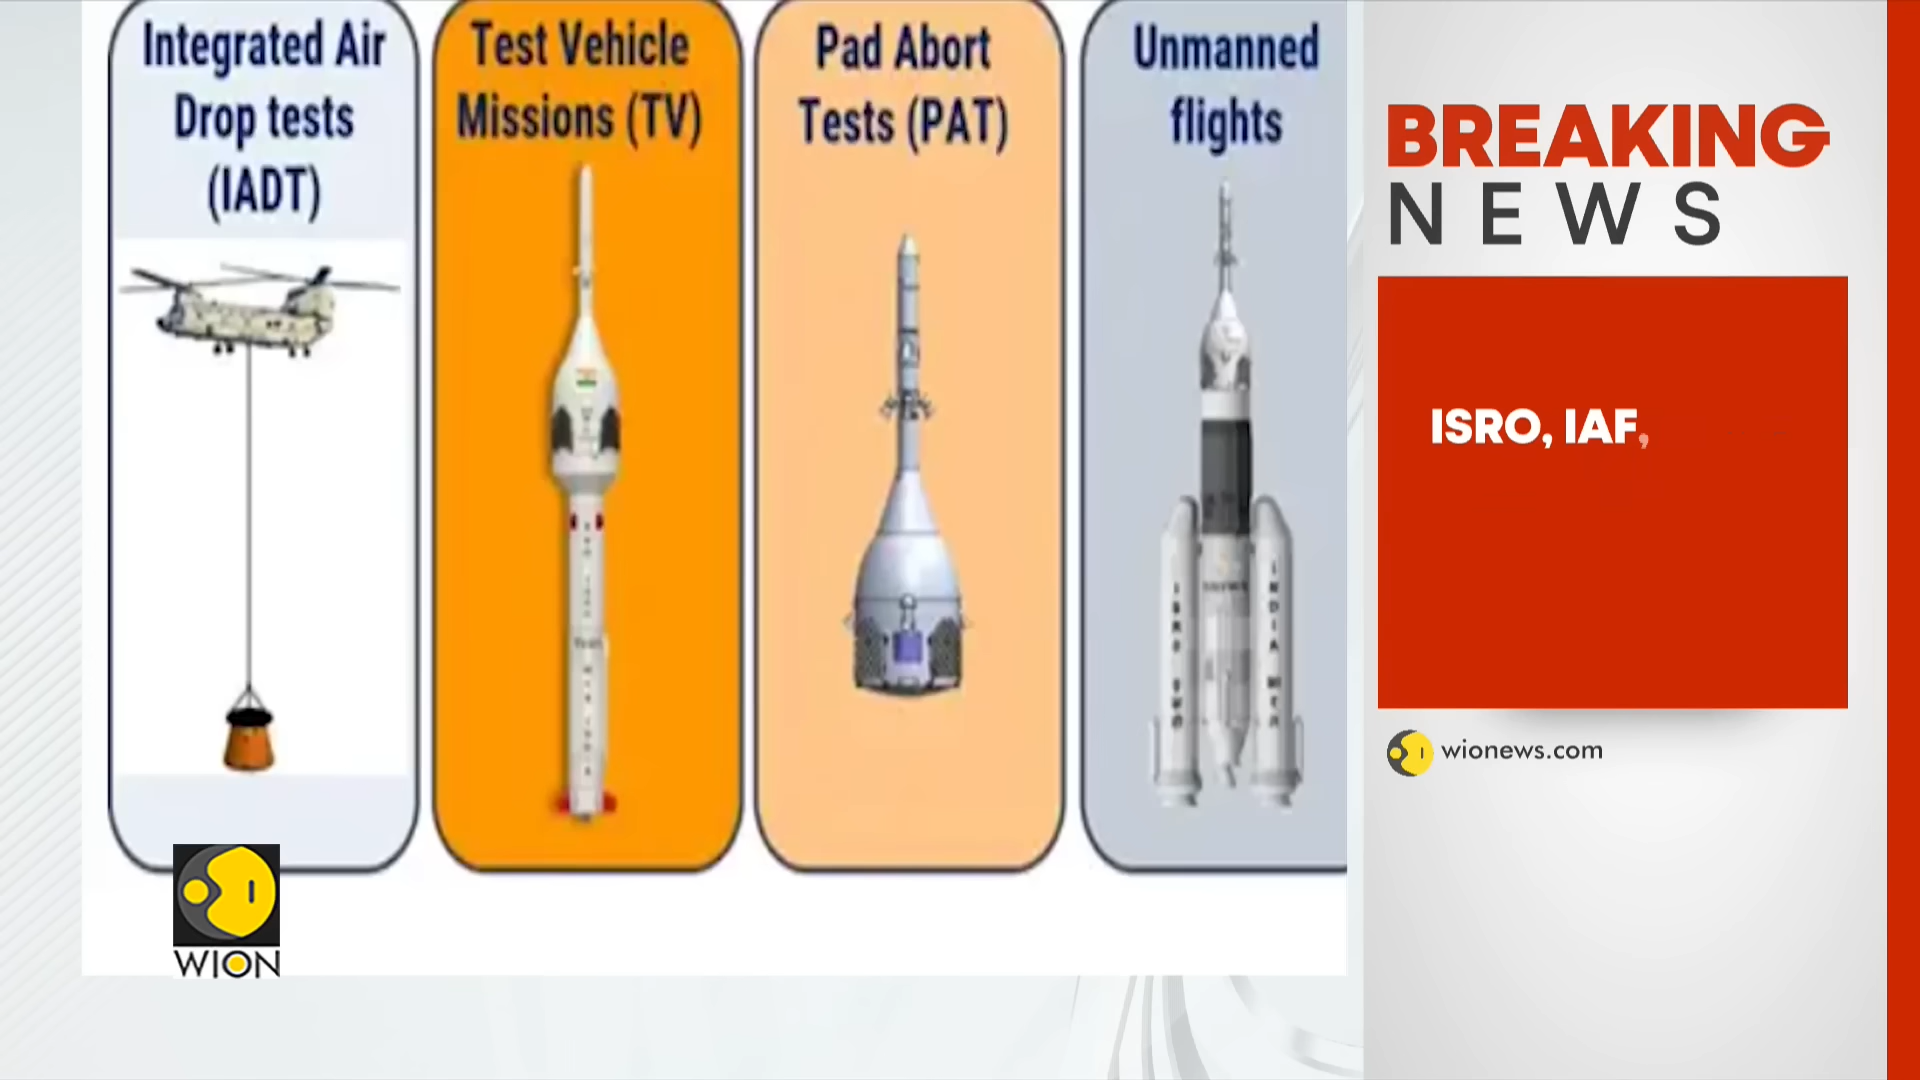 Integrated Air
Drop tests
(IADT)
Test Vehicle
Missions (TV)
Pad Abort
Tests (PAT)
Unmanned
flights
BREAKING
NEWS
ISRO, IAF,
wionews.com
WION